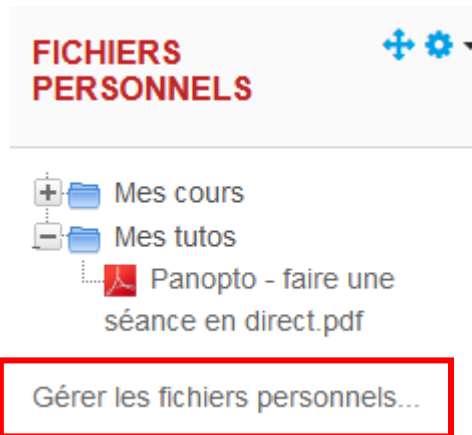 FICHIERS
PERSONNELS
Mes cours
Mes tutos
Panopto - faire une
séance en direct.pdf
Gérer les fichiers personnels...